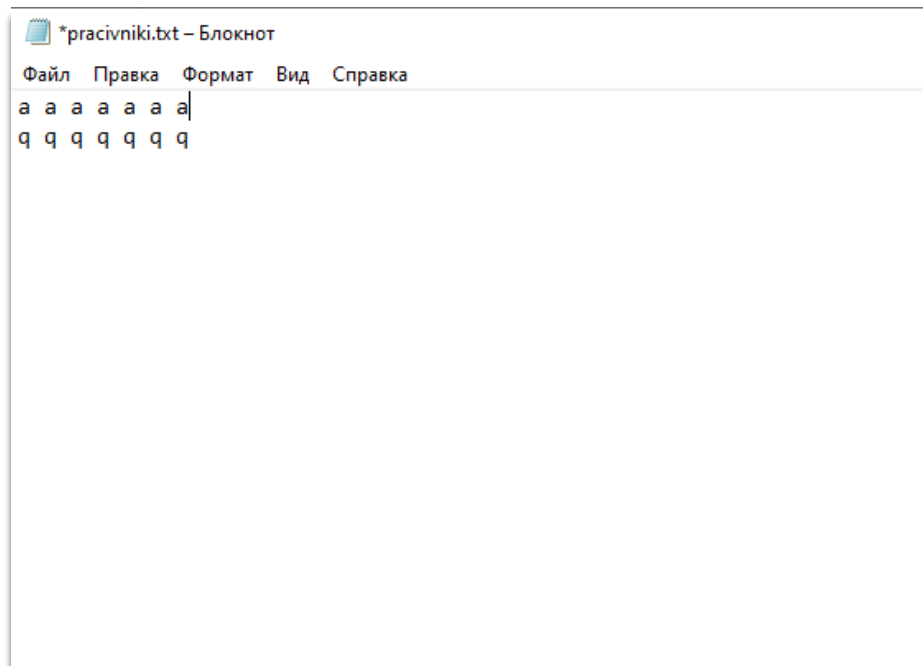 *pracivniki.txt – Блокнот
Файл Правка Формат Вид Справка
a a a a a a a
q q q q q q q